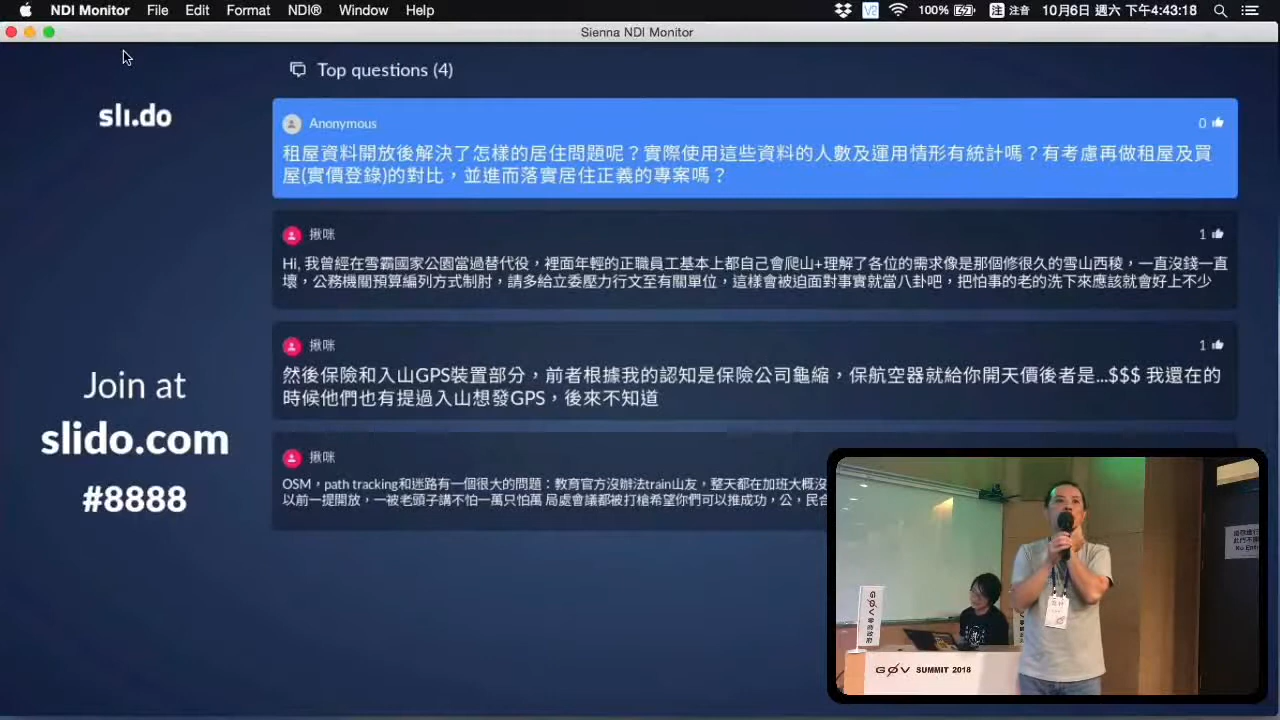 NDI Monitor File Edit Format NDI® Window Help V2 100% 注 注音 10月6日 週六 下午4:43:18
Sienna NDI Monitor
sli.do
Join at
slido.com
#8888
Top questions (4)
Anonymous 0
租屋資料開放後解決了怎樣的居住問題呢？實際使用這些資料的人數及運用情形有統計嗎？有考慮再做租屋及買
屋(實價登錄)的對比，並進而落實居住正義的專案嗎？
揪咪 1
Hi, 我曾經在雪霸國家公園當過替代役，裡面年輕的正職員工基本上都自己會爬山+理解了各位的需求像是那個修很久的雪山西稜，一直沒錢一直
壞，公務機關預算編列方式制肘，請多給立委壓力行文至有關單位，這樣會被迫面對事實就當八卦吧，把怕事的老的洗下來應該就會好上不少
揪咪 1
然後保險和入山GPS裝置部分，前者根據我的認知是保險公司龜縮，保航空器就給你開天價後者是...$$$ 我還在的
時候他們也有提過入山想發GPS，後來不知道
揪咪
OSM，path tracking和迷路有一個很大的問題：教育官方沒辦法train山友，整天都在加班大概沒
以前一提開放，一被老頭子講不怕一萬只怕萬 局處會議都被打槍希望你們可以推成功，公，民合
此門不
No Entr
GØV 零時政府
GØV SUMMIT 2018